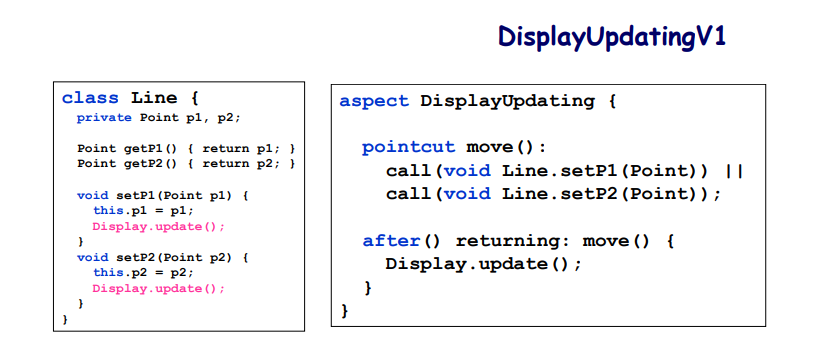 DisplayUpdatingV1
class Line {
private Point p1, p2;
Point getP1() { return p1; }
Point getP2() { return p2; }
void setP1(Point p1) {
this.p1 = p1;
Display.update();
}
void setP2(Point p2) {
this.p2 = p2;
Display.update();
}
}
aspect DisplayUpdating {
pointcut move():
call(void Line.setP1(Point)) ||
call(void Line.setP2(Point));
after() returning: move() {
Display.update();
}
}